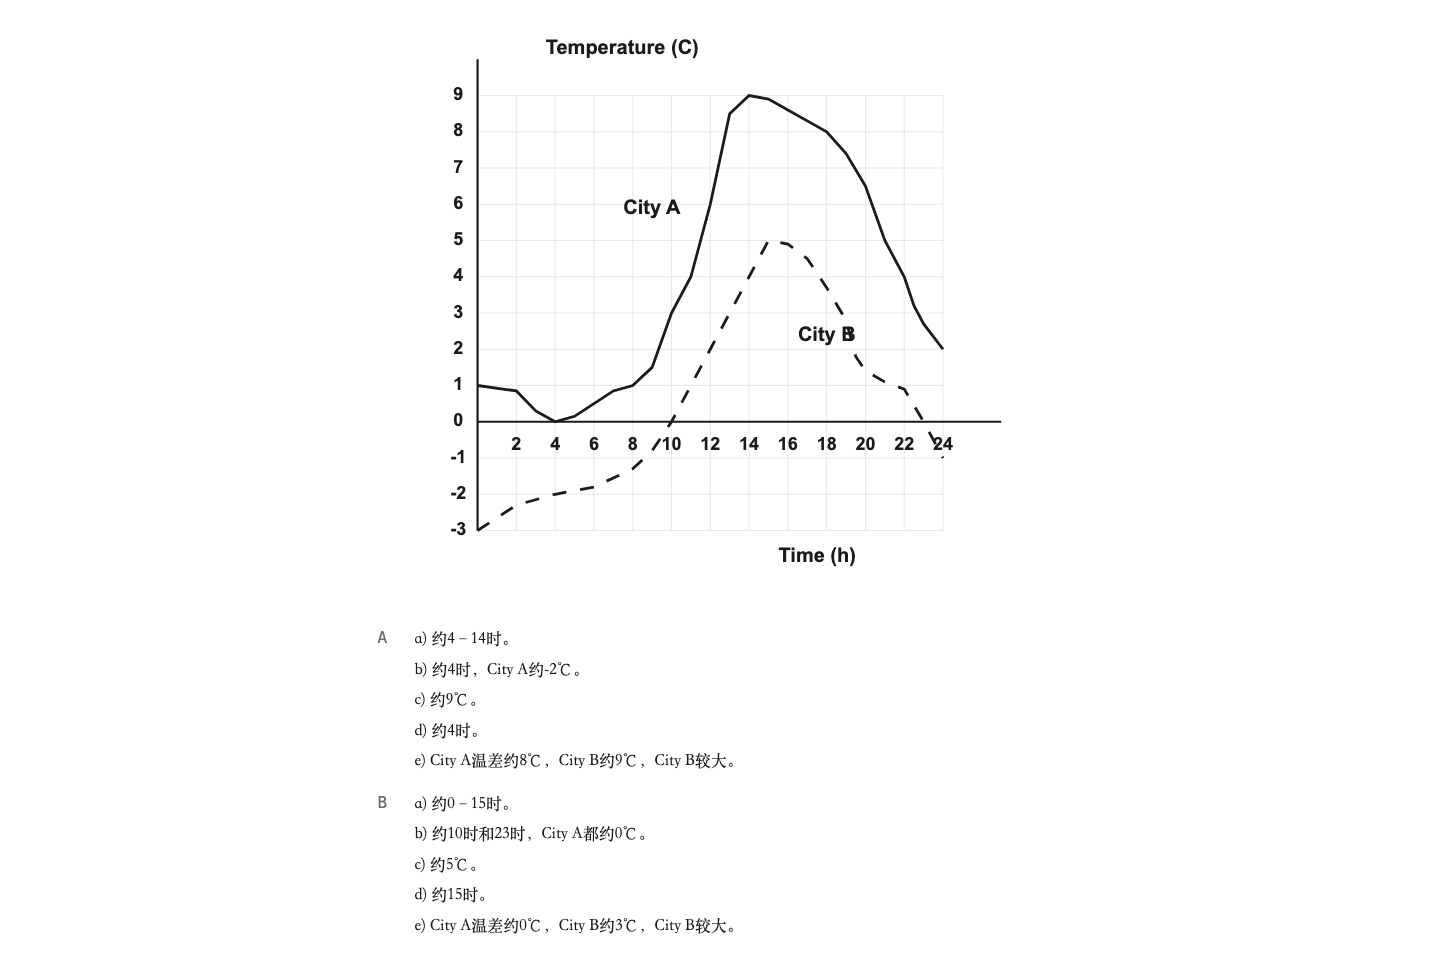 Temperature (C)
9
8
7
City A
6
5
4
3
City B
2
1
0
2 4 6 8 10 12 14 16 18 20 22 24
-1
-2
-3
Time (h)
A a) 约4 – 14时。
b) 约4时，City A约-2℃。
c) 约9℃。
d) 约4时。
e) City A温差约8℃，City B约9℃，City B较大。
B a) 约0 – 15时。
b) 约10时和23时，City A都约0℃。
c) 约5℃。
d) 约15时。
e) City A温差约0℃，City B约3℃，City B较大。